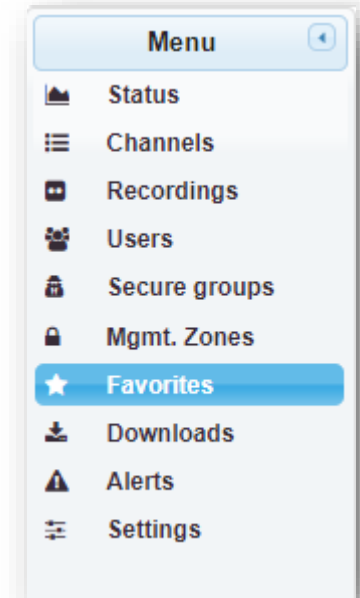 Menu
Status
Channels
Recordings
Users
Secure groups
Mgmt. Zones
Favorites
Downloads
Alerts
Settings